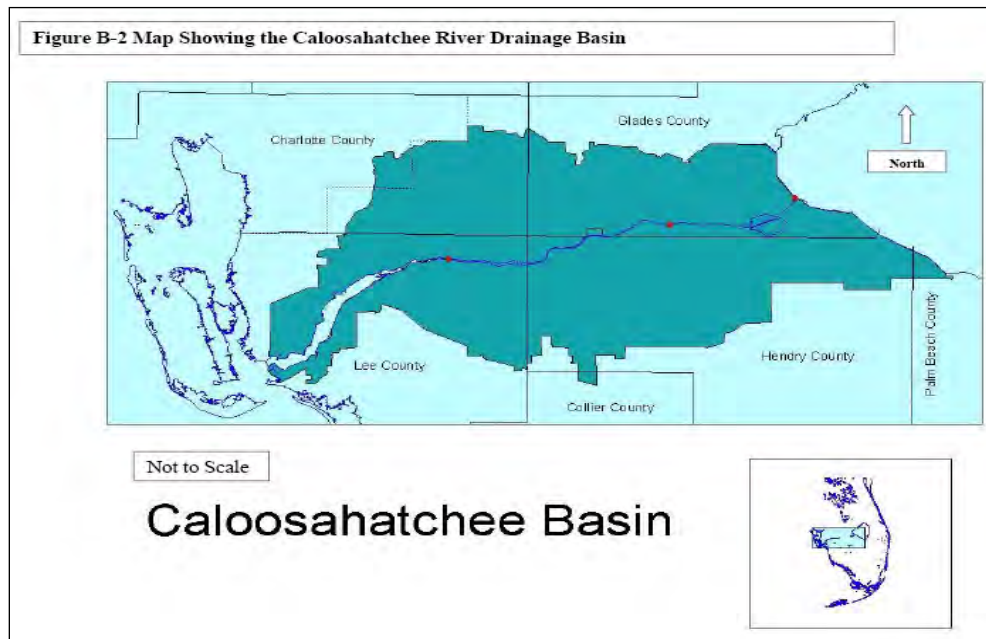 Figure B-2 Map Showing the Caloosahatchee River Drainage Basin
Glades County
Charlotte County
North
Palm Beach County
Hendry County
Lee County
Collier County
Not to Scale
Caloosahatchee Basin